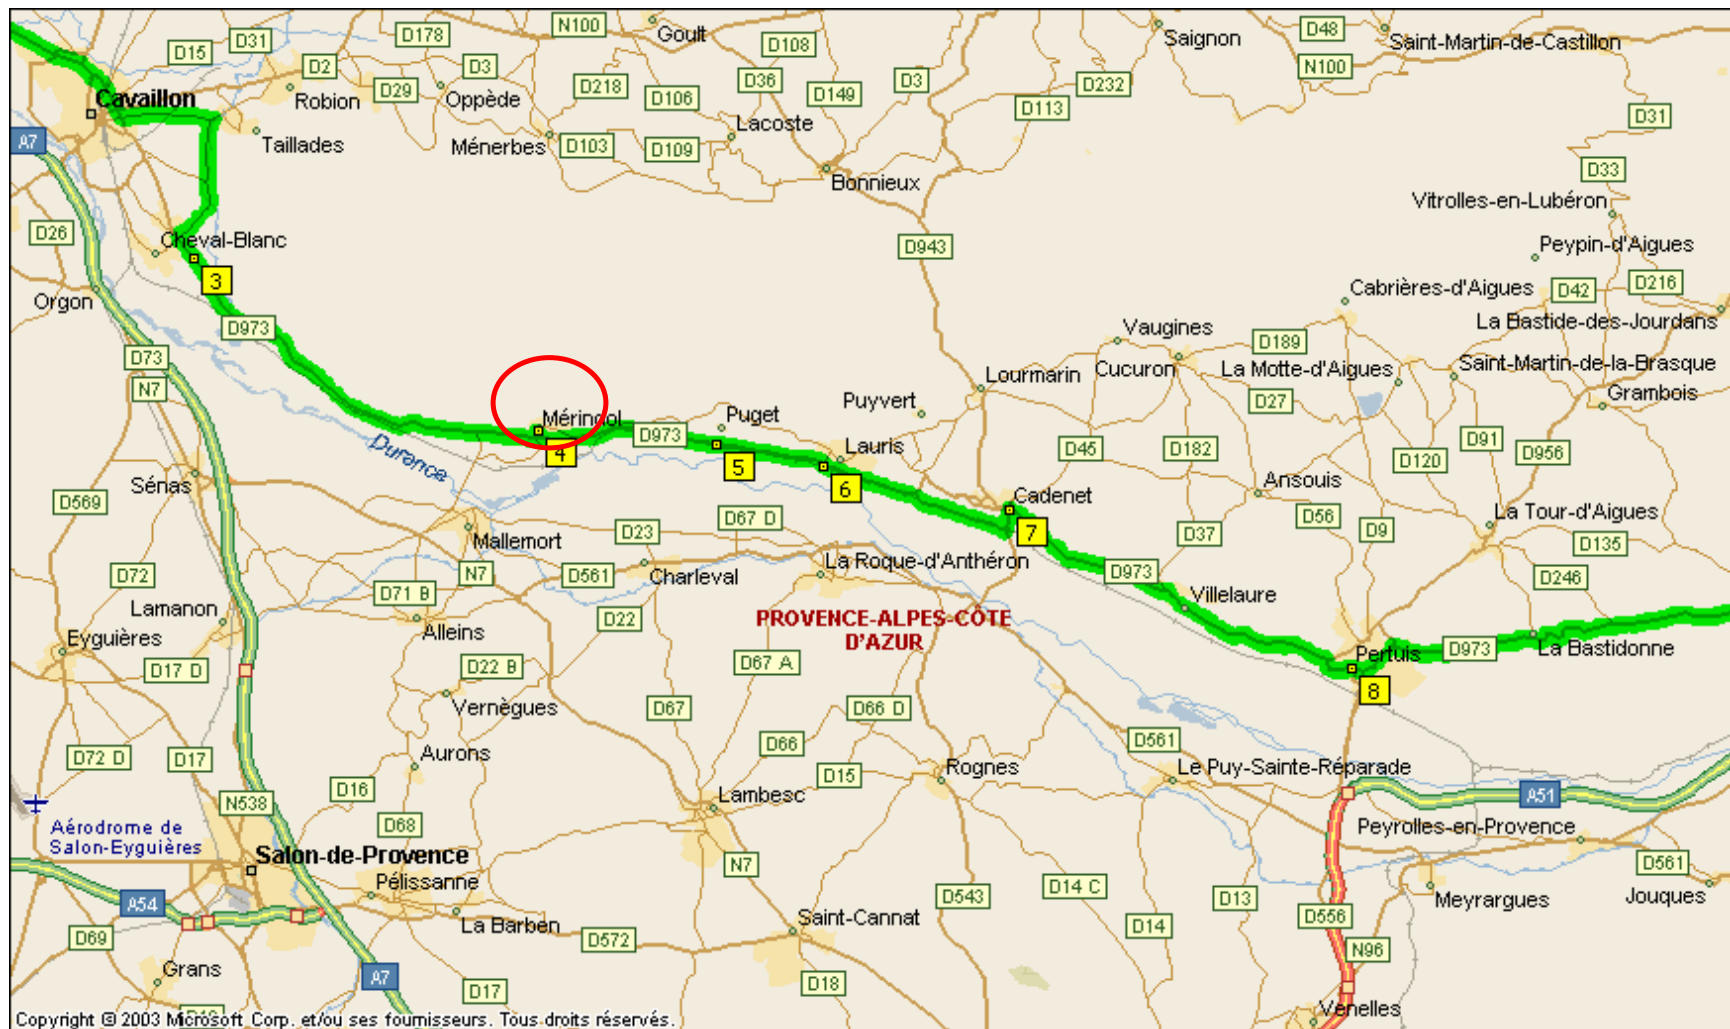 D15
D31
D178
N100
Goult
D108
Saignon
D48
Saint-Martin-de-Castillon
D2
D3
D218
D36
D3
D232
N100
Cavaillon
Robion
D29
Oppède
D106
D149
D113
D31
A7
Taillades
Ménerbes
D103
D109
Lacoste
D33
Bonnieux
Vitrolles-en-Lubéron
D26
Cheval-Blanc
D943
Peypin-d'Aigues
3
Orgon
Cabrières-d'Aigues
D42
D216
D973
Vaugines
D189
La Bastide-des-Jourdans
D73
N7
Cucuron
La Motte-d'Aigues
Saint-Martin-de-la-Brasque
Lourmarin
Mérindol
Puget
Puyvert
D27
Grambois
Durance
4
D973
5
Lauris
6
D45
D182
D120
D91
D956
Sénas
D569
Cadenet
Ansouis
Mallemort
D23
D67 D
7
D37
D56
D9
La Tour-d'Aigues
D135
D72
N7
D561
Charleval
La Roque-d'Anthéron
D973
D246
D71 B
Lamanon
Alleins
D22
PROVENCE-ALPES-CÔTE
D'AZUR
Villelaure
Eyguières
D17 D
D22 B
D67 A
Pertuis
D973
La Bastidonne
8
Vernègues
D67
D66 D
D72 D
D17
Aurons
D66
D561
D16
D15
Rognes
Le Puy-Sainte-Réparade
N538
Lambesc
A51
Aérodrome de
Salon-Eyguières
D68
Peyrolles-en-Provence
Salon-de-Provence
N7
D561
Pélissanne
D543
D14 C
D13
Meyrargues
Jouques
A54
La Barben
Saint-Cannat
D14
D556
D69
D572
N96
Grans
A7
D17
D18
Venelles
Copyright © 2003 Microsoft Corp. et/ou ses fournisseurs. Tous droits réservés.